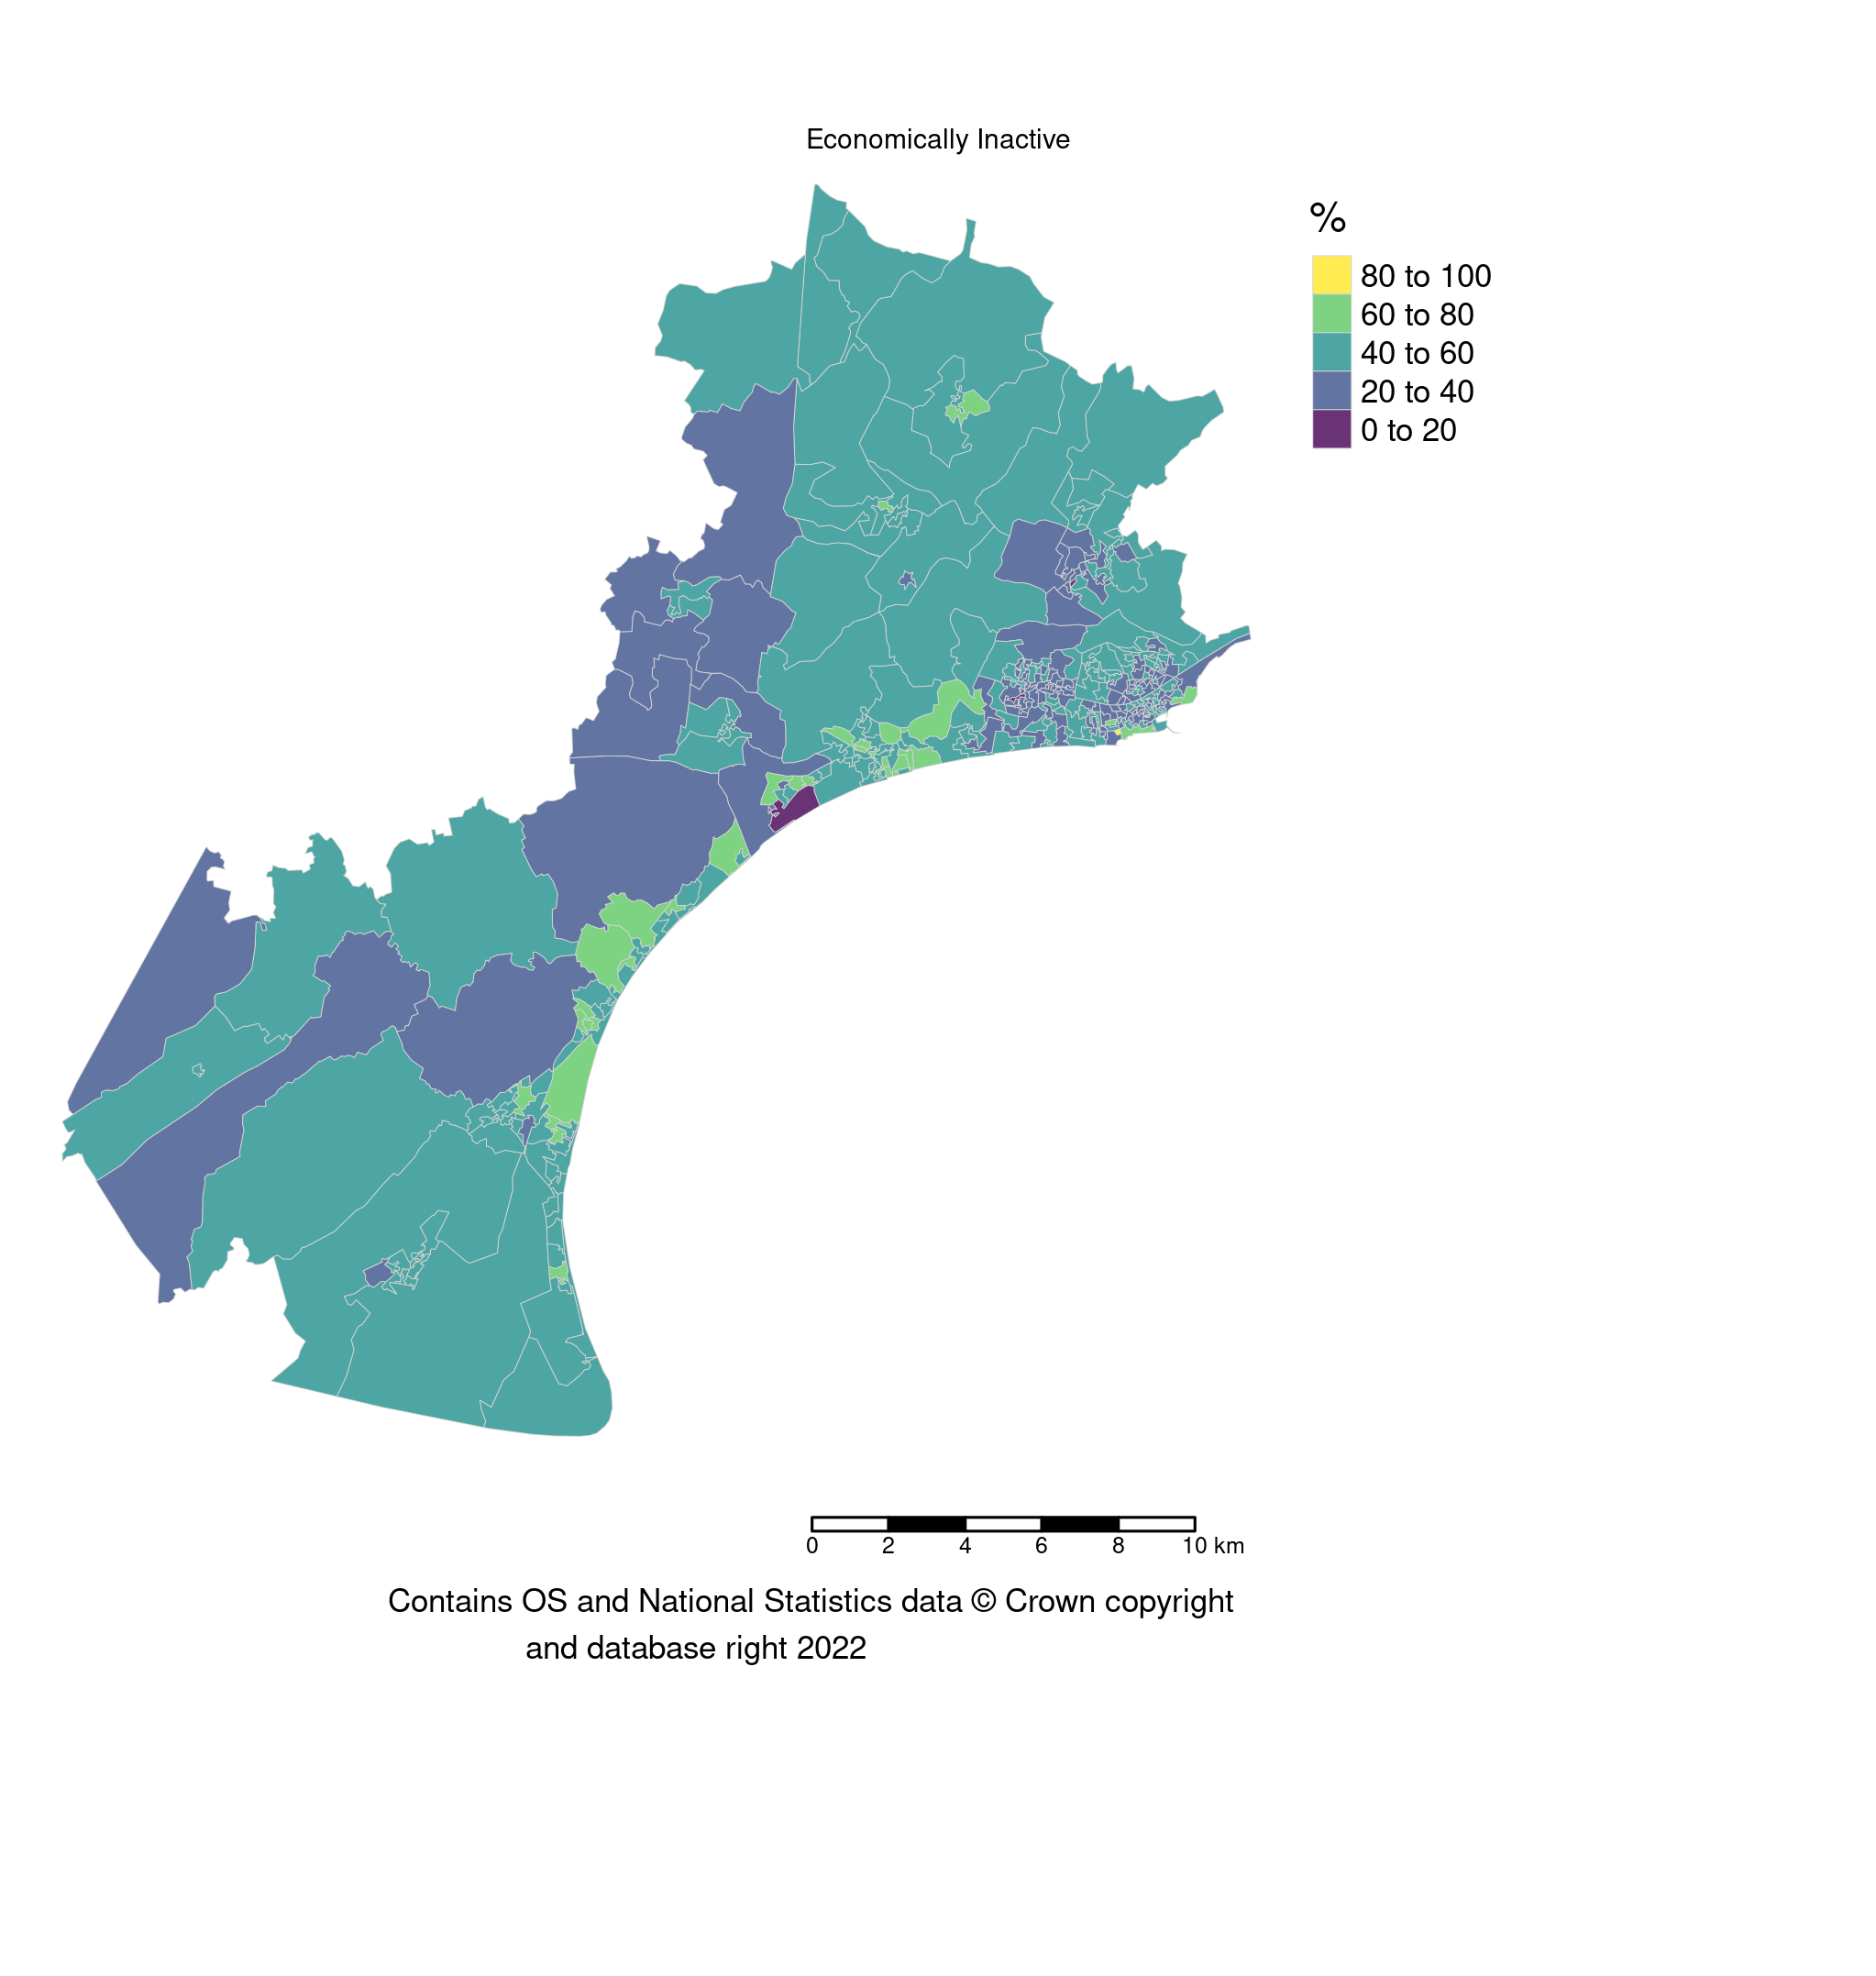 Economically Inactive
%
80 to 100
60 to 80
40 to 60
20 to 40
0 to 20
0 2 4 6 8 10 km
Contains OS and National Statistics data © Crown copyright
and database right 2022